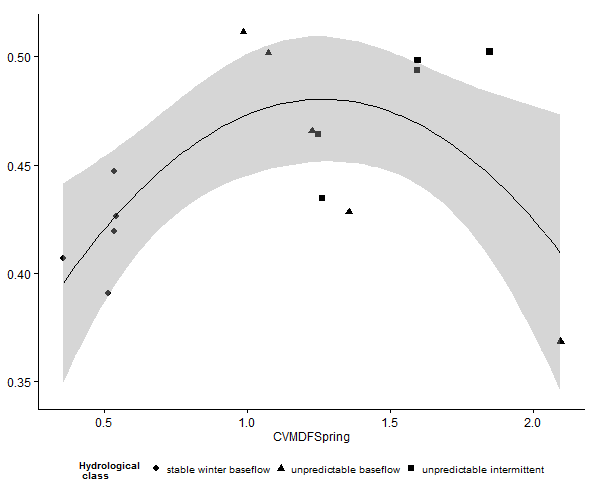 0.50
0.45
0.40
0.35
0.5 1.0 1.5 2.0
CVMDFSpring
Hydrological
class
stable winter baseflow unpredictable baseflow unpredictable intermittent